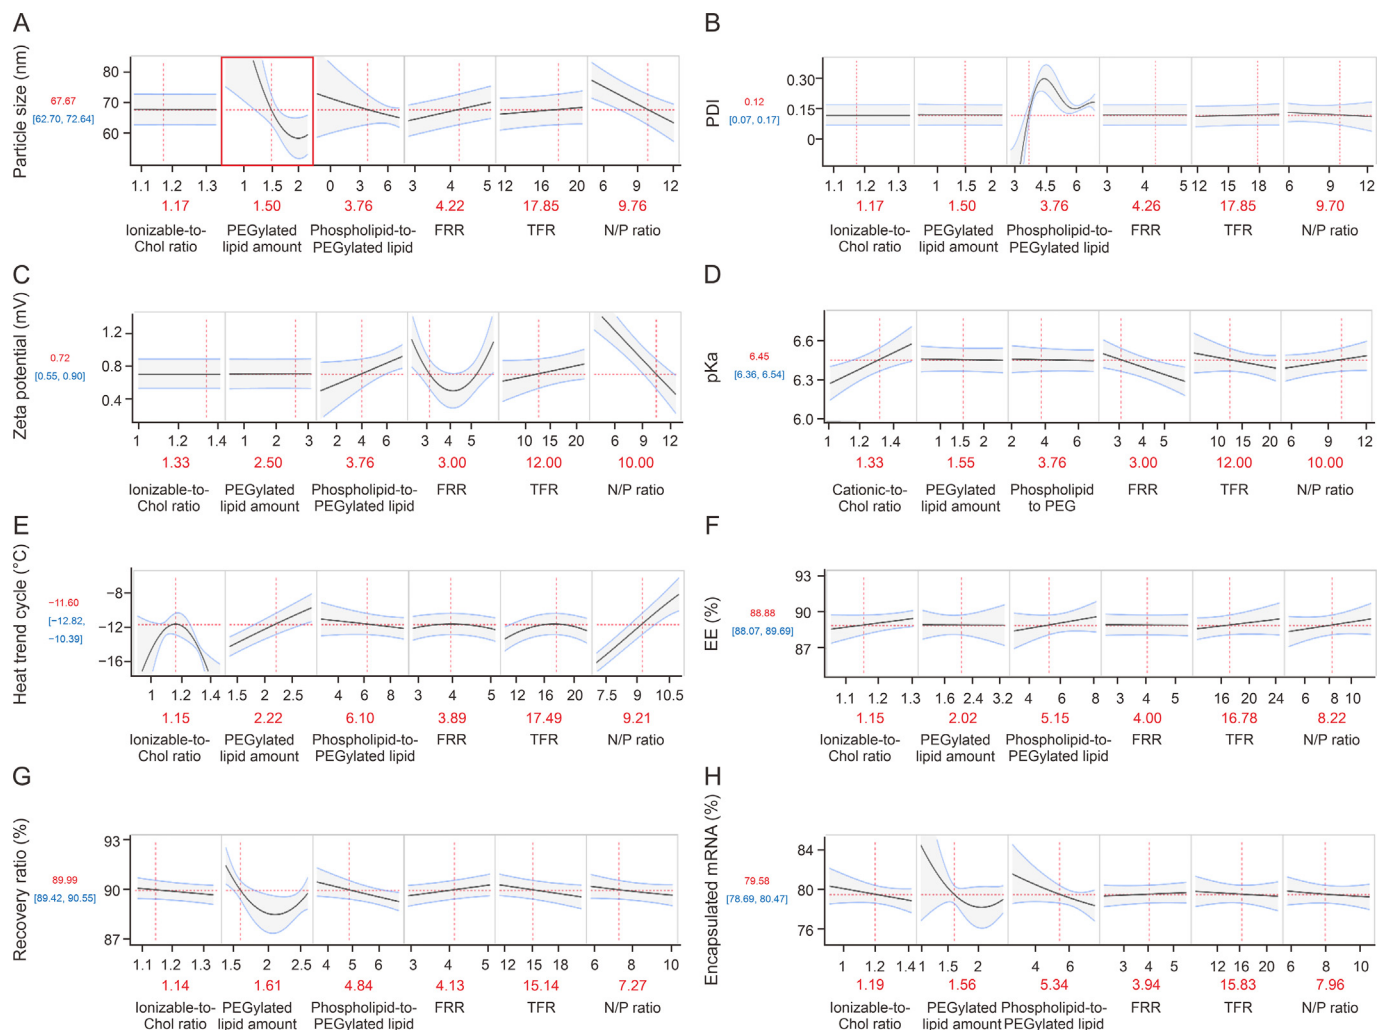 A
Particle size (nm)
67.67
[62.70, 72.64]
80
70
60
1.1 1.2 1.3 1 1.5 2 0 3 6 3 4 5 12 16 20 6 9 12
1.17 1.50 3.76 4.22 17.85 9.76
Ionizable-to- PEGylated Phospholipid-to- FRR TFR N/P ratio
Chol ratio lipid amount PEGylated lipid
B
PDI
0.12
[0.07, 0.17]
0.30
0.15
0
1.1 1.2 1.3 1 1.5 2 3 4.5 6 3 4 5 12 15 18 6 9 12
1.17 1.50 3.76 4.26 17.85 9.70
Ionizable-to- PEGylated Phospholipid-to- FRR TFR N/P ratio
Chol ratio lipid amount PEGylated lipid
C
Zeta potential (mV)
0.72
[0.55, 0.90]
1.2
0.8
0.4
1 1.2 1.4 1 2 3 2 4 6 3 4 5 10 15 20 6 9 12
1.33 2.50 3.76 3.00 12.00 10.00
Ionizable-to- PEGylated Phospholipid-to- FRR TFR N/P ratio
Chol ratio lipid amount PEGylated lipid
D
pKa
6.45
[6.36, 6.54]
6.6
6.3
6.0
1 1.2 1.4 1 1.5 2 2 4 6 3 4 5 10 15 20 6 9 12
1.33 1.55 3.76 3.00 12.00 10.00
Cationic-to- PEGylated Phospholipid FRR TFR N/P ratio
Chol ratio lipid amount to PEG
E
Heat trend cycle (°C)
−11.60
[−12.82,
−10.39]
−8
−12
−16
1 1.2 1.4 1.5 2 2.5 4 6 8 3 4 5 12 16 20 7.5 9 10.5
1.15 2.22 6.10 3.89 17.49 9.21
Ionizable-to- PEGylated Phospholipid-to- FRR TFR N/P ratio
Chol ratio lipid amount PEGylated lipid
F
EE (%)
88.88
[88.07, 89.69]
93
90
87
1.1 1.2 1.3 1.6 2.4 3.2 4 6 8 3 4 5 16 20 24 6 8 10
1.15 2.02 5.15 4.00 16.78 8.22
Ionizable-to- PEGylated Phospholipid-to- FRR TFR N/P ratio
Chol ratio lipid amount PEGylated lipid
G
Recovery ratio (%)
89.99
[89.42, 90.55]
93
90
87
1.1 1.2 1.3 1.5 2 2.5 4 5 6 3 4 5 12 15 18 6 8 10
1.14 1.61 4.84 4.13 15.14 7.27
Ionizable-to- PEGylated Phospholipid-to- FRR TFR N/P ratio
Chol ratio lipid amount PEGylated lipid
H
Encapsulated mRNA (%)
79.58
[78.69, 80.47]
84
80
76
1 1.2 1.4 1 2 4 6 3 4 5 12 16 20 6 8 10
1.19 1.56 5.34 3.94 15.83 7.96
Ionizable-to- PEGylated Phospholipid-to- FRR TFR N/P ratio
Chol ratio lipid amount PEGylated lipid